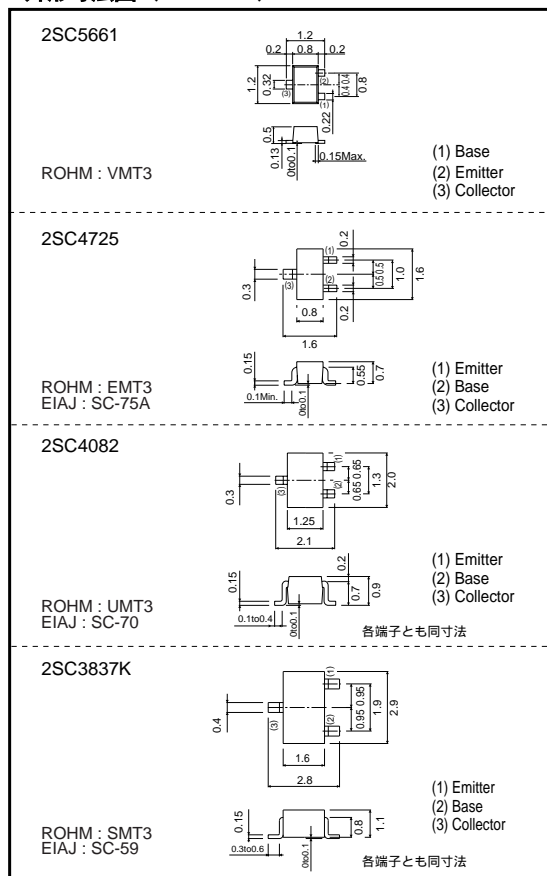 2SC5661
1.2
0.2 0.8 0.2
1.2
0.32
(3)
(2)
(1)
0.4 0.4
0.8
0.22
0.5
0.13
0to0.1
0.15Max.
ROHM : VMT3
(1) Base
(2) Emitter
(3) Collector
2SC4725
0.2
(1)
(3)
(2)
0.3
0.5 0.5
1.0
1.6
0.8
0.2
1.6
0.15
0.1Min.
0to0.1
0.55
0.7
ROHM : EMT3
EIAJ : SC-75A
(1) Emitter
(2) Base
(3) Collector
2SC4082
(1)
(3)
(2)
0.3
0.65 0.65
1.3
2.0
1.25
2.1
0.2
0.15
0.1to0.4
0to0.1
0.7
0.9
ROHM : UMT3
EIAJ : SC-70
(1) Emitter
(2) Base
(3) Collector
各端子とも同寸法
2SC3837K
(1)
(3)
(2)
0.4
0.95 0.95
1.9
2.9
1.6
2.8
0.15
0.3to0.6
0to0.1
0.8
1.1
ROHM : SMT3
EIAJ : SC-59
(1) Emitter
(2) Base
(3) Collector
各端子とも同寸法